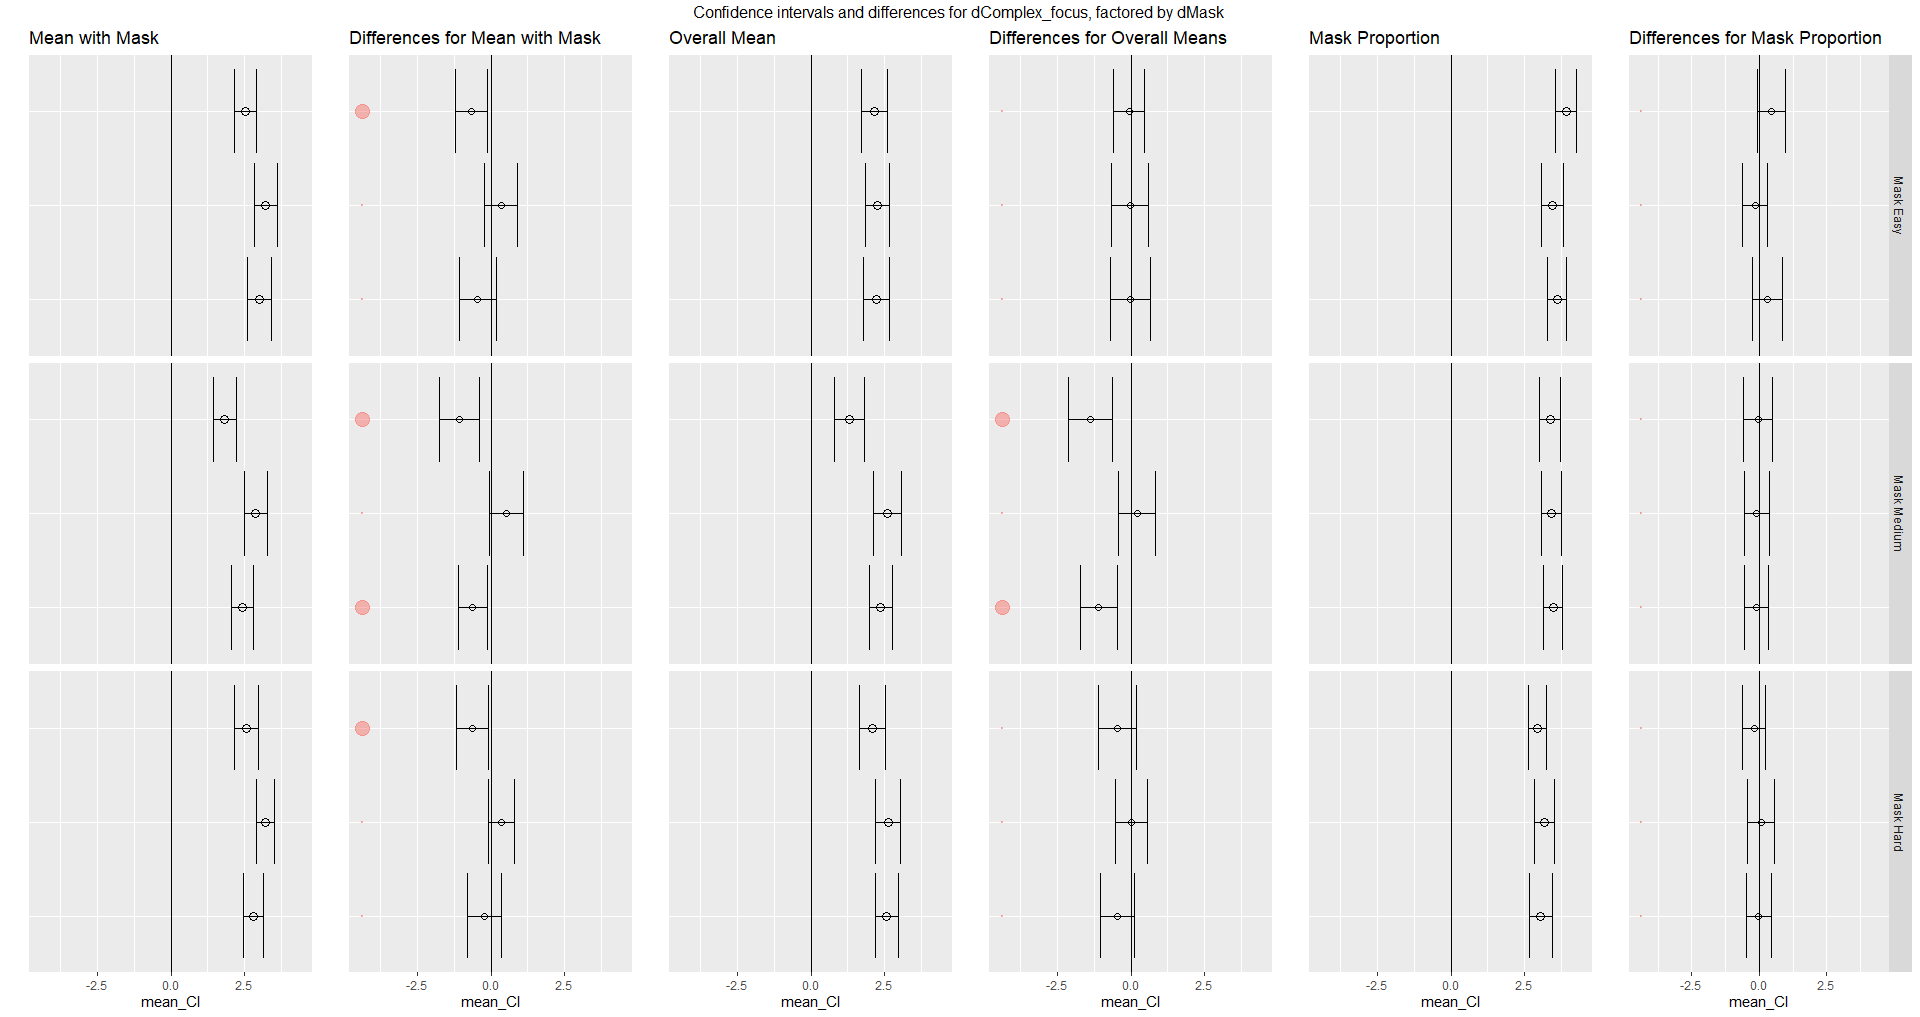 Confidence intervals and differences for dComplex_focus, factored by dMask
Mean with Mask
Differences for Mean with Mask
Overall Mean
Differences for Overall Means
Mask Proportion
Differences for Mask Proportion
Mask Easy
Mask Medium
Mask Hard
-2.5 0.0 2.5
-2.5 0.0 2.5
-2.5 0.0 2.5
-2.5 0.0 2.5
-2.5 0.0 2.5
-2.5 0.0 2.5
mean_CI
mean_CI
mean_CI
mean_CI
mean_CI
mean_CI